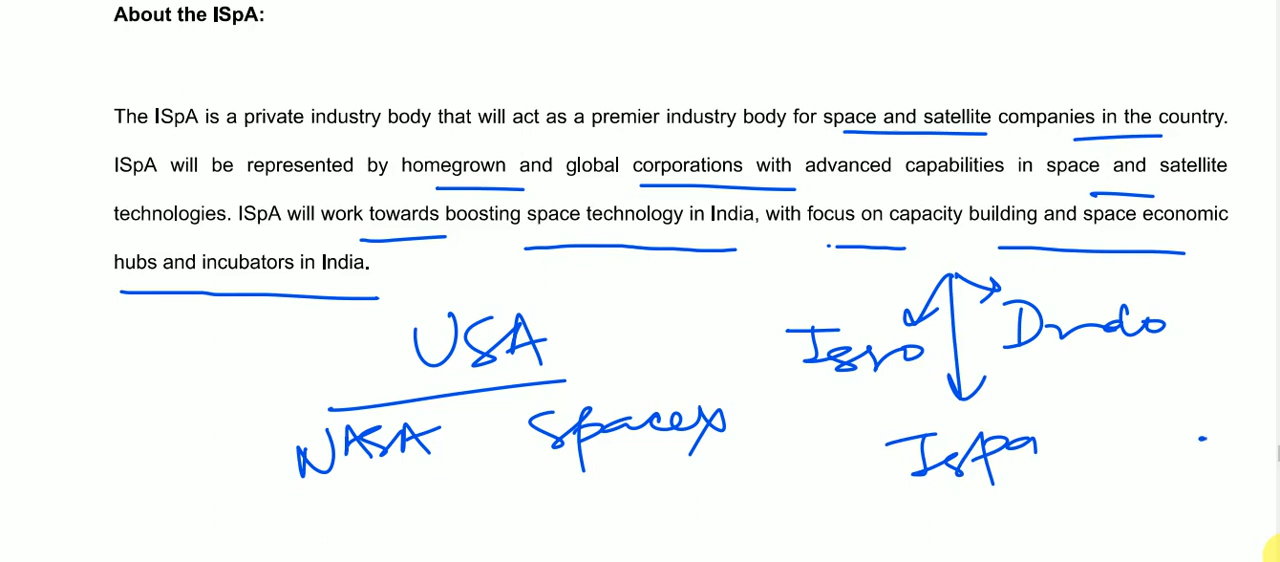 About the ISpA:
The ISpA is a private industry body that will act as a premier industry body for space and satellite companies in the country.
ISpA will be represented by homegrown and global corporations with advanced capabilities in space and satellite
technologies. ISpA will work towards boosting space technology in India, with focus on capacity building and space economic
hubs and incubators in India.
USA
Isro Drdo
NASA Spacex
Ispa